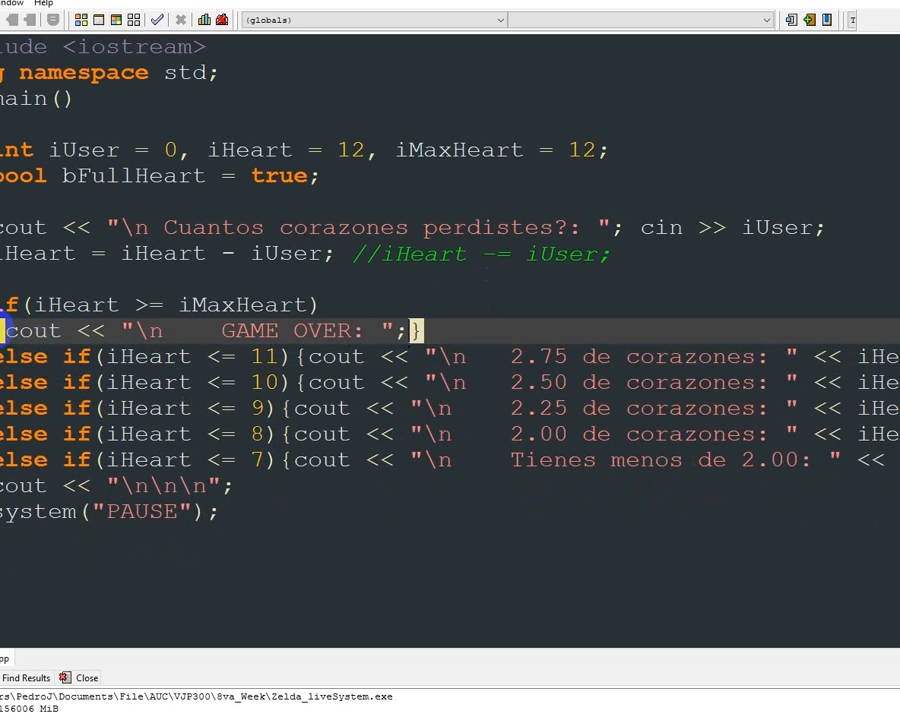 indow Help
(globals)
lude <iostream>
g namespace std;
main()
int iUser = 0, iHeart = 12, iMaxHeart = 12;
bool bFullHeart = true;
cout << "\n Cuantos corazones perdistes?: "; cin >> iUser;
iHeart = iHeart - iUser; //iHeart -= iUser;
if(iHeart >= iMaxHeart)
cout << "\n    GAME OVER: ";}
else if(iHeart <= 11){cout << "\n    2.75 de corazones: " << iHe
else if(iHeart <= 10){cout << "\n    2.50 de corazones: " << iHe
else if(iHeart <= 9){cout << "\n    2.25 de corazones: " << iHe
else if(iHeart <= 8){cout << "\n    2.00 de corazones: " << iHe
else if(iHeart <= 7){cout << "\n    Tienes menos de 2.00: " <<
cout << "\n\n\n";
system("PAUSE");
pp
Find Results Close
rs\PedroJ\Documents\File\AUC\VJP300\8va_Week\Zelda_liveSystem.exe
156006 MiB